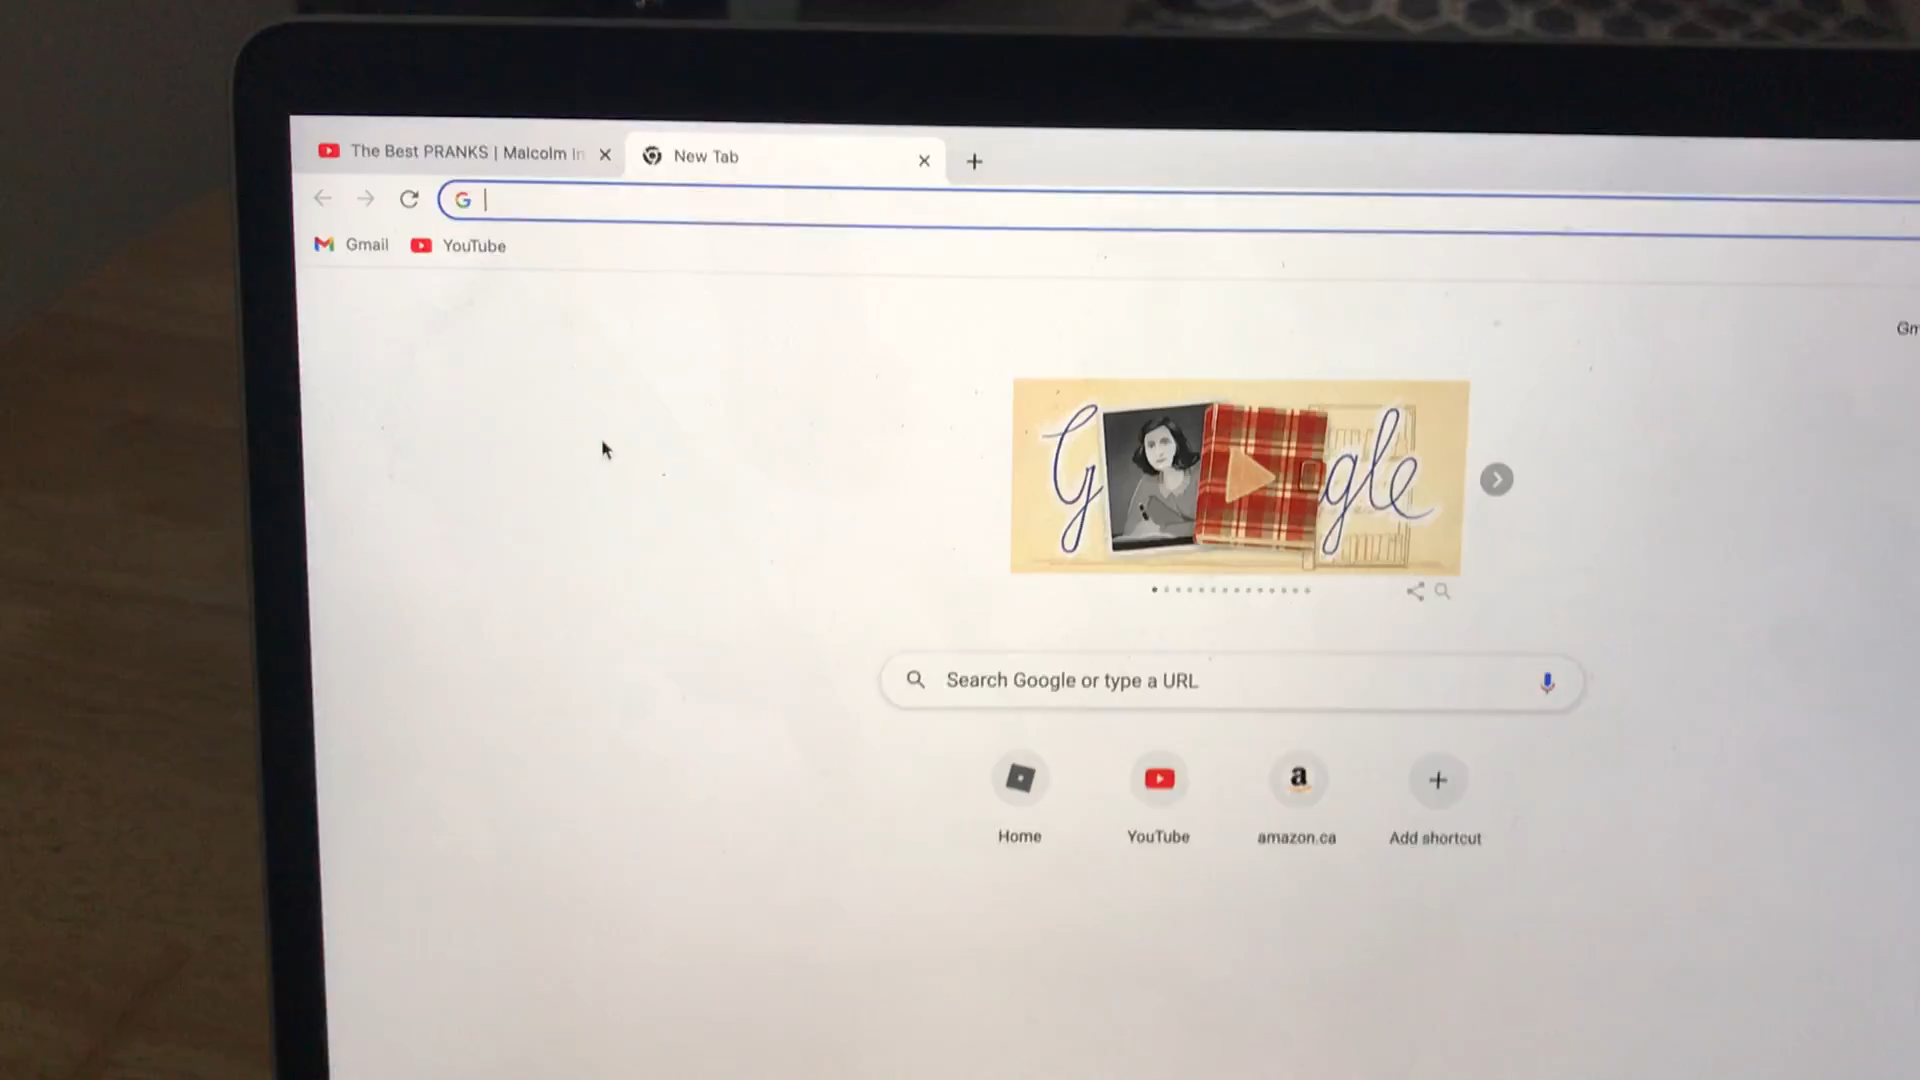 The Best PRANKS | Malcolm In
New Tab
Gmail
YouTube
Gm
Google
Search Google or type a URL
Home
YouTube
amazon.ca
Add shortcut